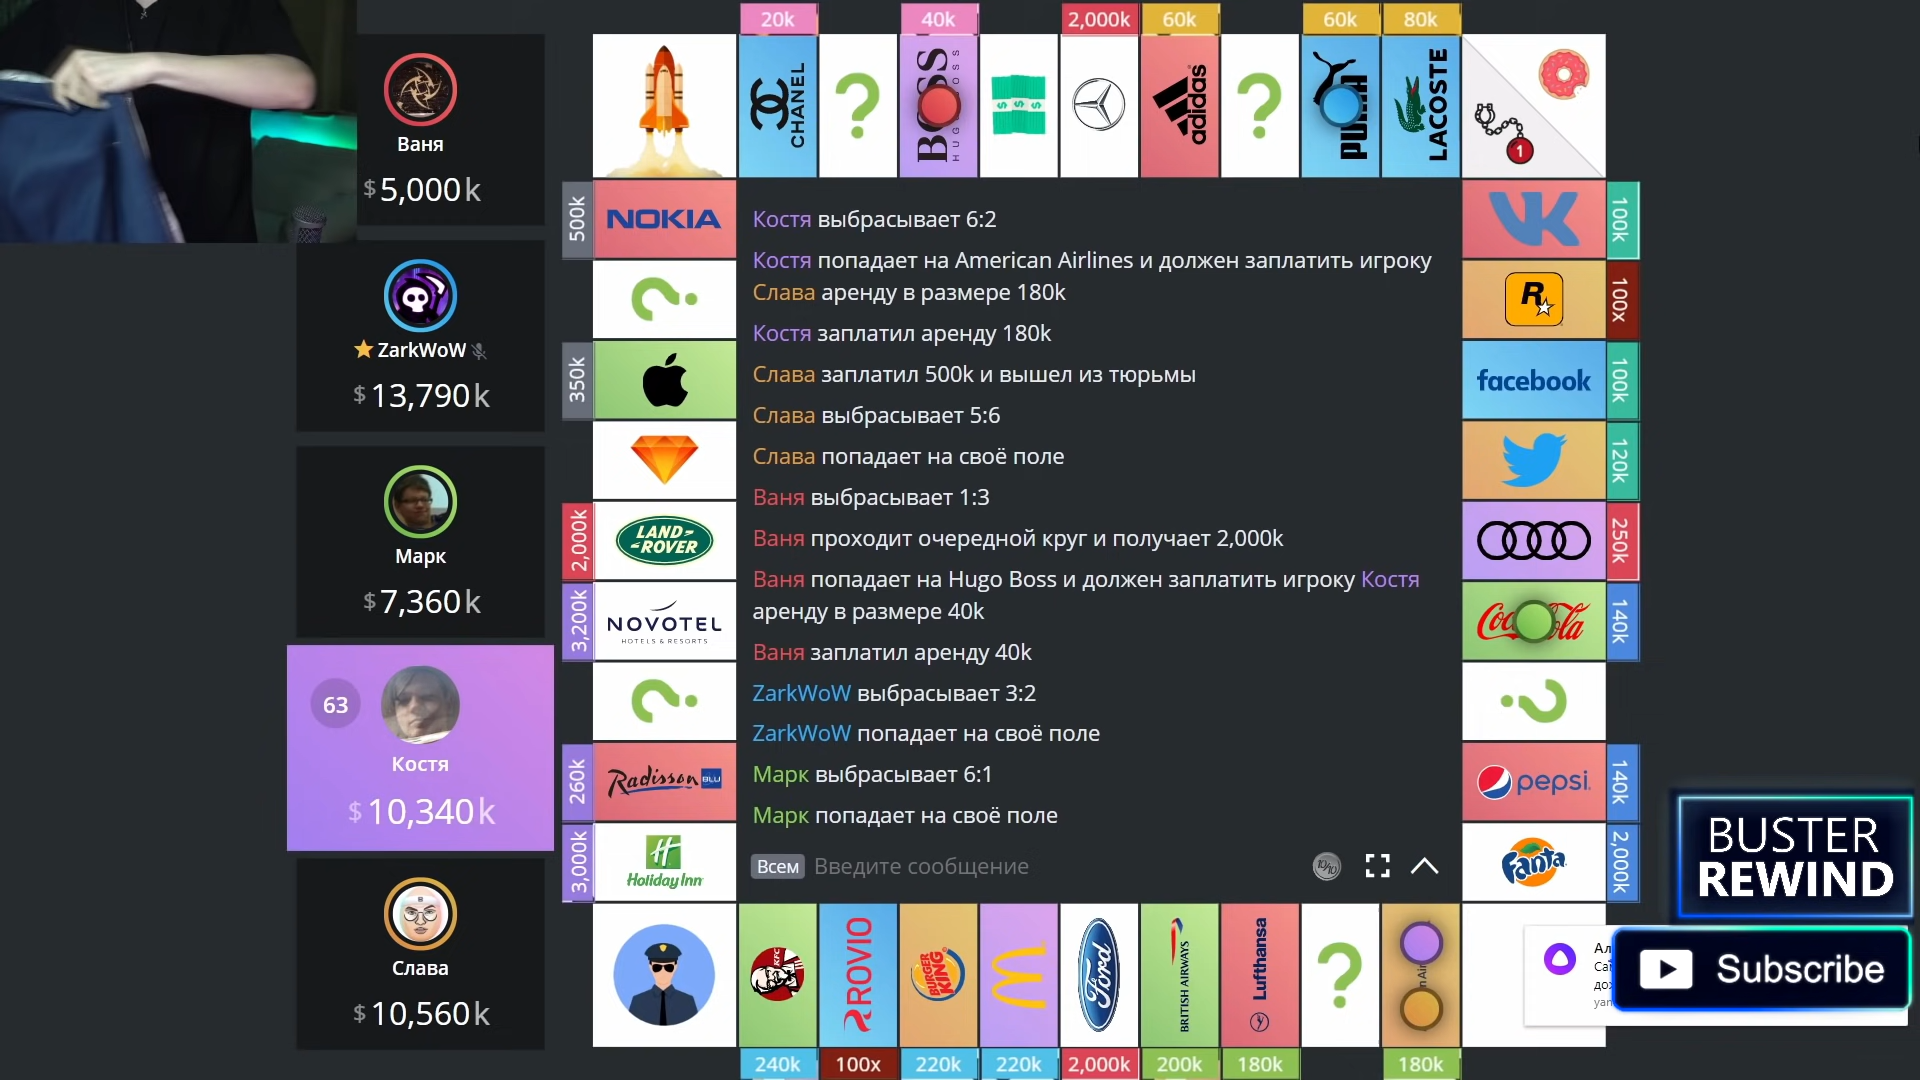 20k
40k
2,000k
60k
60k
80k
CHANEL
?
BOSS
adidas
?
LACOSTE
1
Ваня
$5,000k
ZarkWoW
$13,790k
Марк
$7,360k
63
Костя
$10,340k
Слава
$10,560k
500k
NOKIA
?
350k
2,000k
LAND-
-ROVER
3,200k
NOVOTEL
HOTELS & RESORTS
?
260k
Radisson BLU
3,000k
Holiday Inn
Костя выбрасывает 6:2
Костя попадает на American Airlines и должен заплатить игроку
Слава аренду в размере 180k
Костя заплатил аренду 180k
Слава заплатил 500k и вышел из тюрьмы
Слава выбрасывает 5:6
Слава попадает на своё поле
Ваня выбрасывает 1:3
Ваня проходит очередной круг и получает 2,000k
Ваня попадает на Hugo Boss и должен заплатить игроку Костя
аренду в размере 40k
Ваня заплатил аренду 40k
ZarkWoW выбрасывает 3:2
ZarkWoW попадает на своё поле
Марк выбрасывает 6:1
Марк попадает на своё поле
Всем Введите сообщение
10/10
100k
R
100x
facebook
100k
120k
250k
140k
?
pepsi
140k
Fanta
2,000k
KFC
ROVIO
BURGER KING
Ford
BRITISH AIRWAYS
Lufthansa
?
240k
100x
220k
220k
2,000k
200k
180k
180k
BUSTER
REWIND
Subscribe